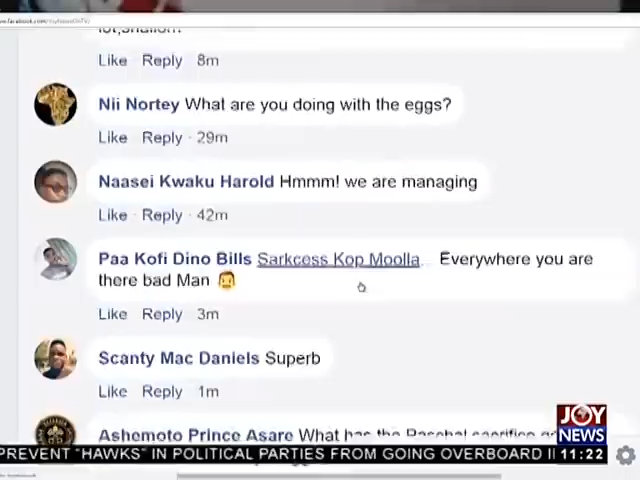 Like Reply 8m
Nii Nortey What are you doing with the eggs?
Like Reply · 29m
Naasei Kwaku Harold Hmmm! we are managing
Like · Reply · 42m
Paa Kofi Dino Bills Sarkcess Kop Moolla Everywhere you are
there bad Man
Like Reply 3m
Scanty Mac Daniels Superb
Like Reply 1m
Ashemoto Prince Asare What has the Paschal sacrifice
JOY
NEWS
PREVENT "HAWKS" IN POLITICAL PARTIES FROM GOING OVERBOARD
11:22